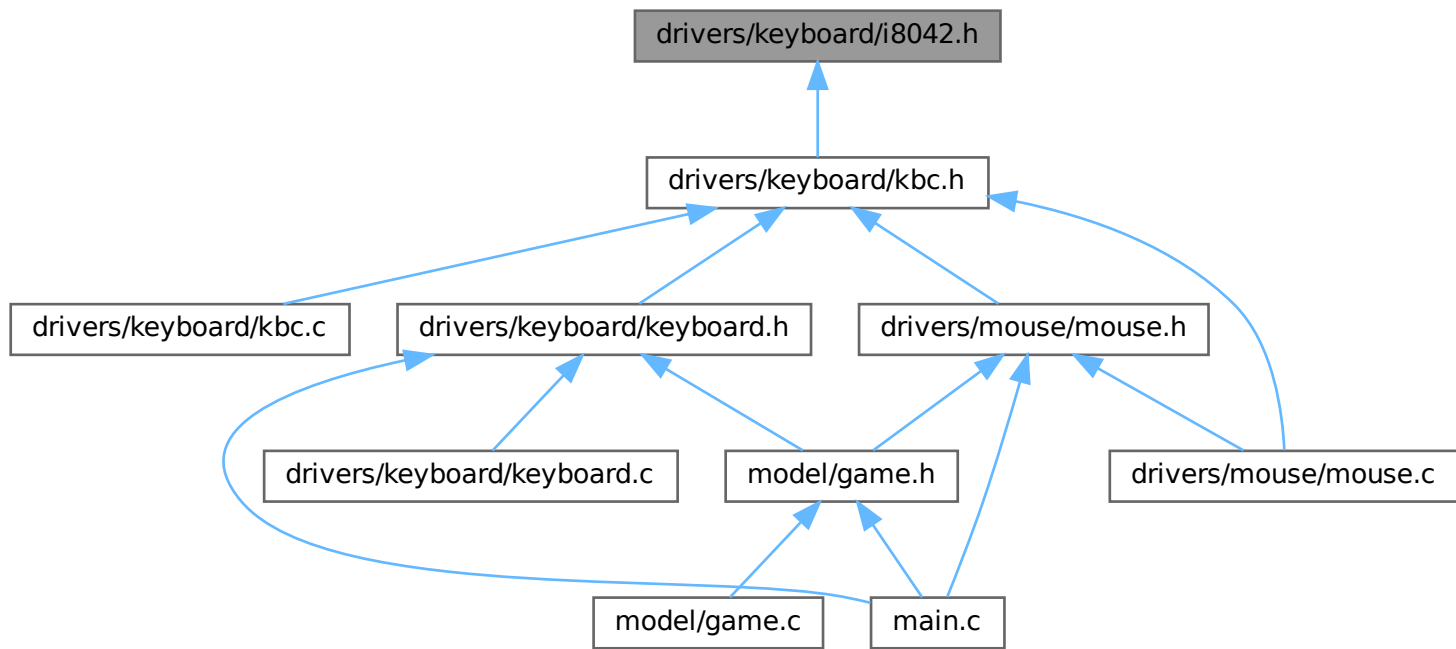 drivers/keyboard/i8042.h
drivers/keyboard/kbc.h
drivers/keyboard/kbc.c
drivers/keyboard/keyboard.h
drivers/mouse/mouse.h
drivers/keyboard/keyboard.c
model/game.h
drivers/mouse/mouse.c
model/game.c
main.c